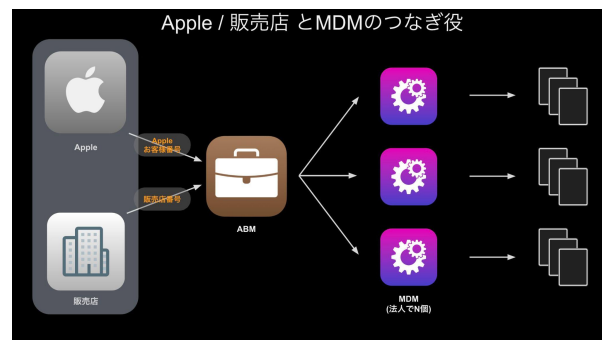 Apple / 販売店 とMDMのつなぎ役
Apple
Apple
お客様番号
販売店番号
販売店
ABM
MDM
(法人でN個)